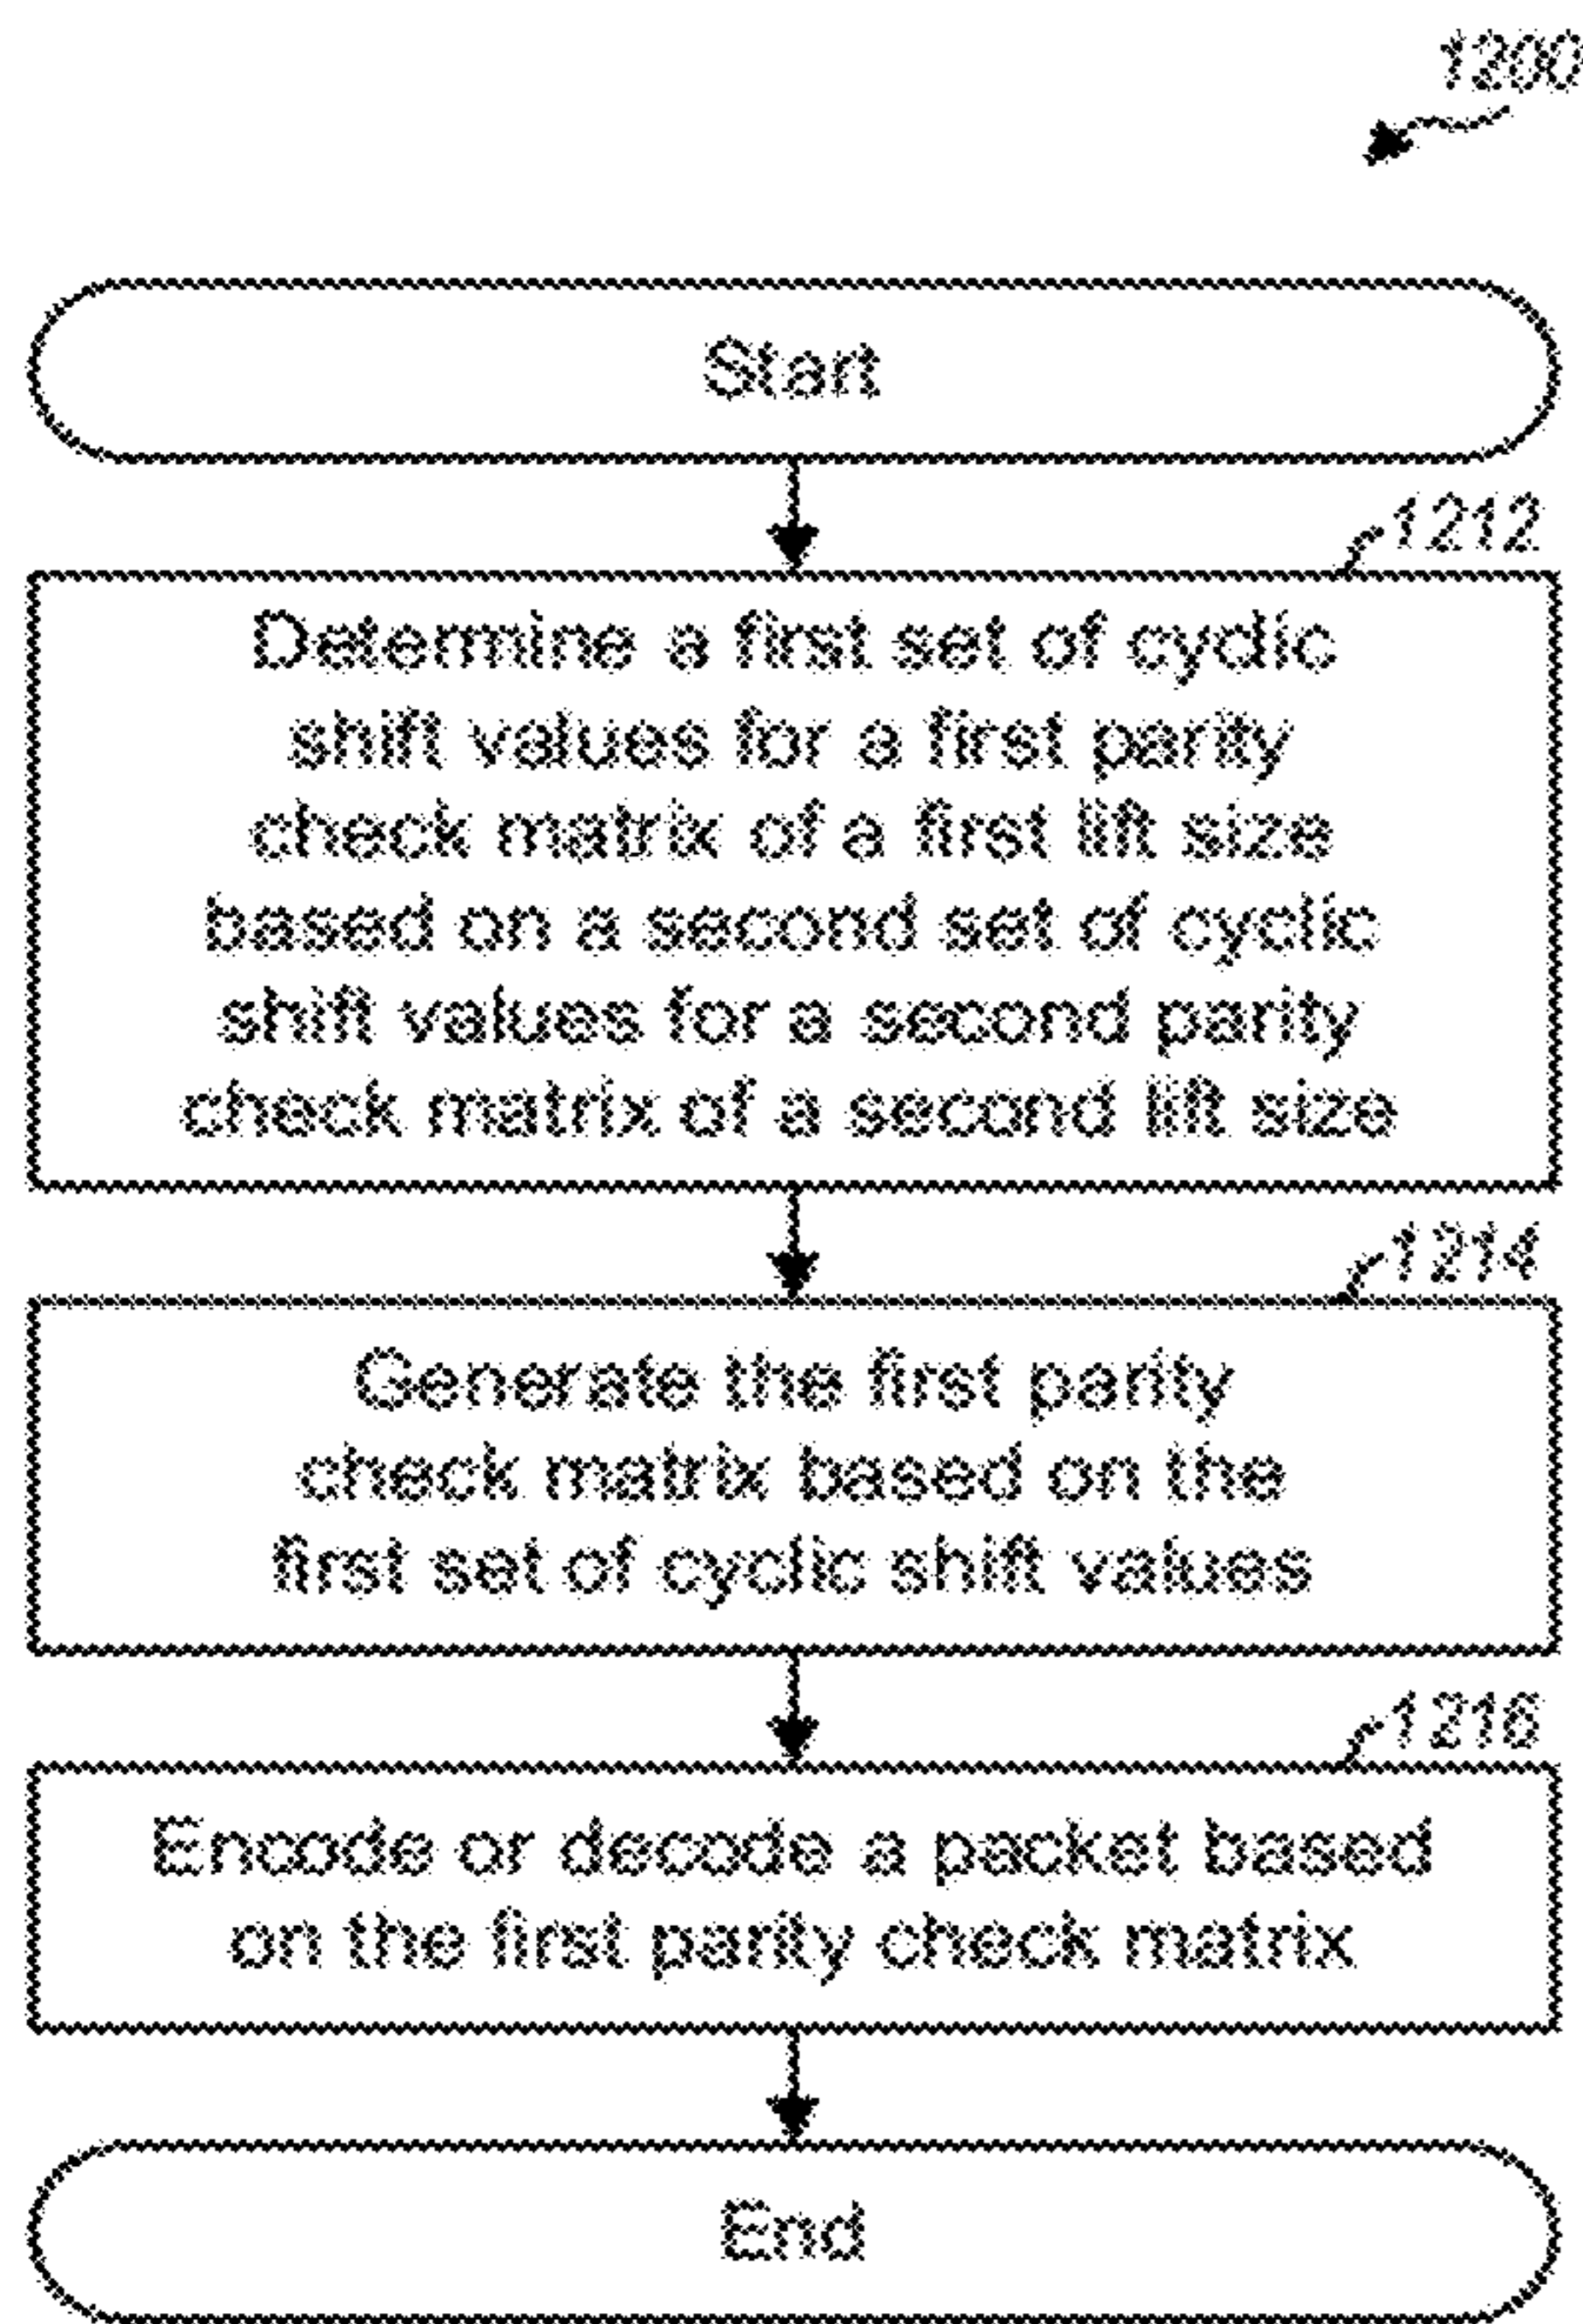 1200
Start
1212
Determine a first set of cyclic
shift values for a first parity
check matrix of a first lift size
based on a second set of cyclic
shift values for a second parity
check matrix of a second lift size
1214
Generate the first parity
check matrix based on the
first set of cyclic shift values
1216
Encode or decode a packet based
on the first parity check matrix
End